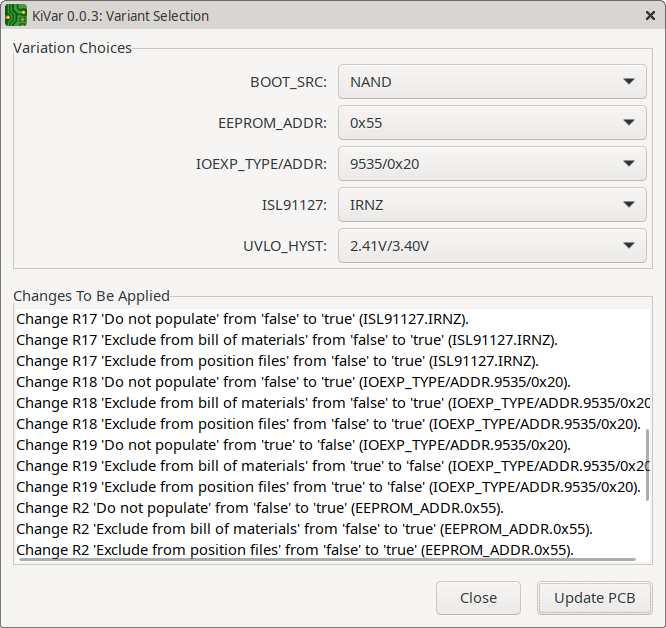 KiVar 0.0.3: Variant Selection
Variation Choices
BOOT_SRC: NAND
EEPROM_ADDR: 0x55
IOEXP_TYPE/ADDR: 9535/0x20
ISL91127: IRNZ
UVLO_HYST: 2.41V/3.40V
Changes To Be Applied
Change R17 'Do not populate' from 'false' to 'true' (ISL91127.IRNZ).
Change R17 'Exclude from bill of materials' from 'false' to 'true' (ISL91127.IRNZ).
Change R17 'Exclude from position files' from 'false' to 'true' (ISL91127.IRNZ).
Change R18 'Do not populate' from 'false' to 'true' (IOEXP_TYPE/ADDR.9535/0x20).
Change R18 'Exclude from bill of materials' from 'false' to 'true' (IOEXP_TYPE/ADDR.9535/0x20
Change R18 'Exclude from position files' from 'false' to 'true' (IOEXP_TYPE/ADDR.9535/0x20).
Change R19 'Do not populate' from 'true' to 'false' (IOEXP_TYPE/ADDR.9535/0x20).
Change R19 'Exclude from bill of materials' from 'true' to 'false' (IOEXP_TYPE/ADDR.9535/0x20
Change R19 'Exclude from position files' from 'true' to 'false' (IOEXP_TYPE/ADDR.9535/0x20).
Change R2 'Do not populate' from 'false' to 'true' (EEPROM_ADDR.0x55).
Change R2 'Exclude from bill of materials' from 'false' to 'true' (EEPROM_ADDR.0x55).
Change R2 'Exclude from position files' from 'false' to 'true' (EEPROM_ADDR.0x55).
Close Update PCB